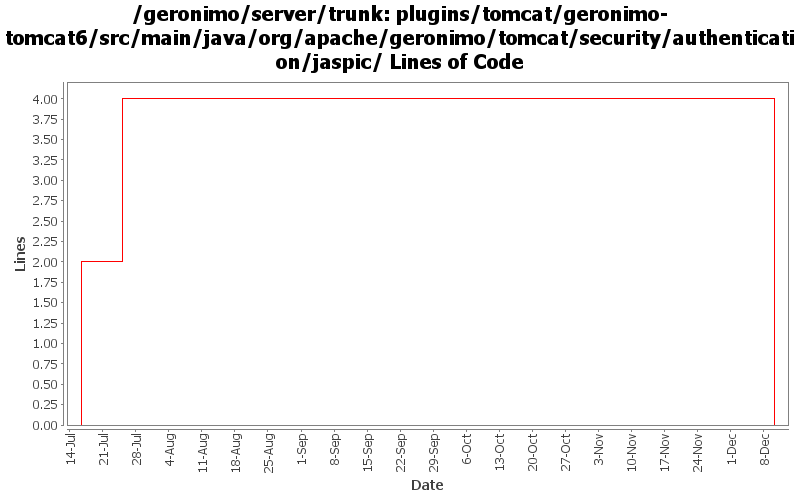 /geronimo/server/trunk: plugins/tomcat/geronimo-
tomcat6/src/main/java/org/apache/geronimo/tomcat/security/authenticati
on/jaspic/ Lines of Code
Lines
4.00
3.75
3.50
3.25
3.00
2.75
2.50
2.25
2.00
1.75
1.50
1.25
1.00
0.75
0.50
0.25
0.00
14-Jul
21-Jul
28-Jul
4-Aug
11-Aug
18-Aug
25-Aug
1-Sep
8-Sep
15-Sep
22-Sep
29-Sep
6-Oct
13-Oct
20-Oct
27-Oct
3-Nov
10-Nov
17-Nov
24-Nov
1-Dec
8-Dec
Date